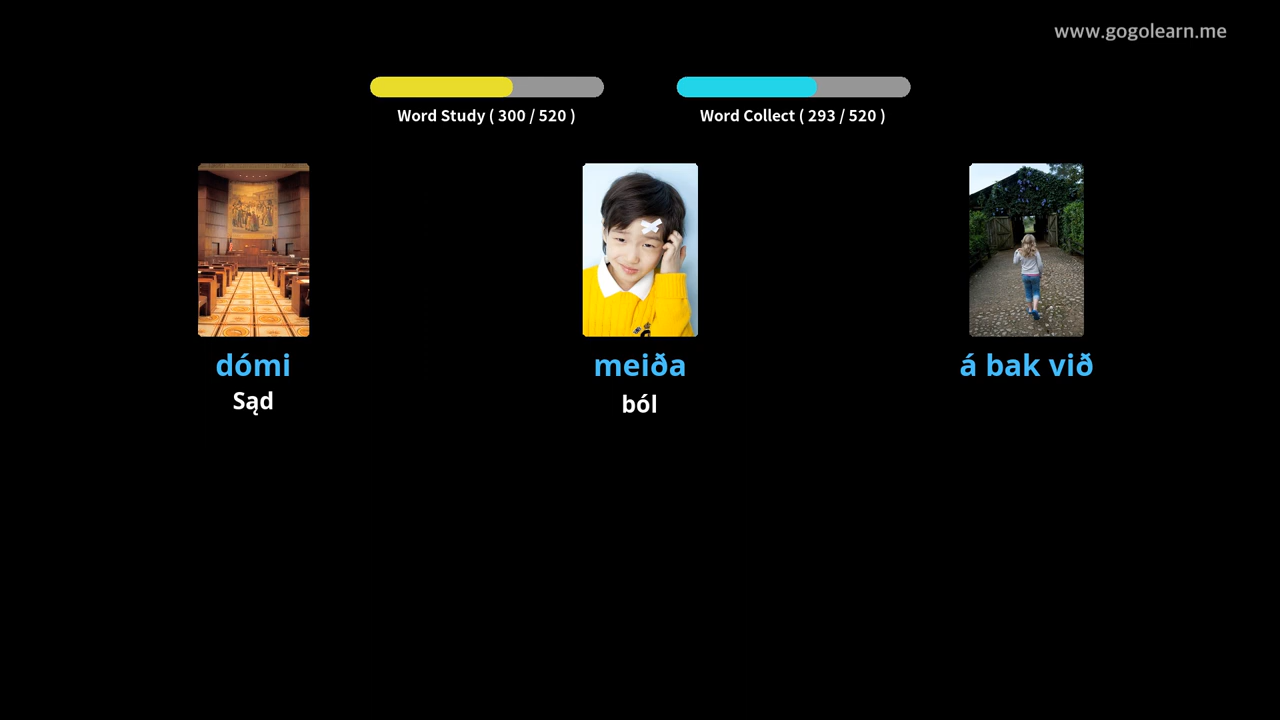 www.gogolearn.me
Word Study ( 300 / 520 )
Word Collect ( 293 / 520 )
dómi
Sąd
meiða
ból
á bak við